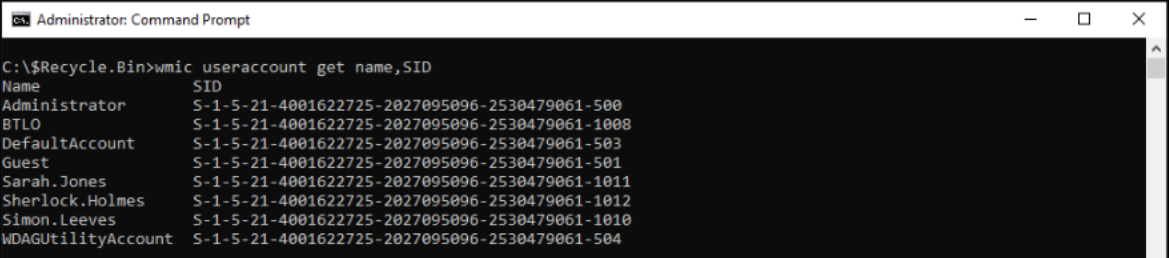 Administrator: Command Prompt
C:\$Recycle.Bin>wmic useraccount get name,SID
Name                SID
Administrator       S-1-5-21-4001622725-2027095096-2530479061-500
BTLO                S-1-5-21-4001622725-2027095096-2530479061-1008
DefaultAccount      S-1-5-21-4001622725-2027095096-2530479061-503
Guest               S-1-5-21-4001622725-2027095096-2530479061-501
Sarah.Jones         S-1-5-21-4001622725-2027095096-2530479061-1011
Sherlock.Holmes     S-1-5-21-4001622725-2027095096-2530479061-1012
Simon.Leeves        S-1-5-21-4001622725-2027095096-2530479061-1010
WDAGUtilityAccount  S-1-5-21-4001622725-2027095096-2530479061-504